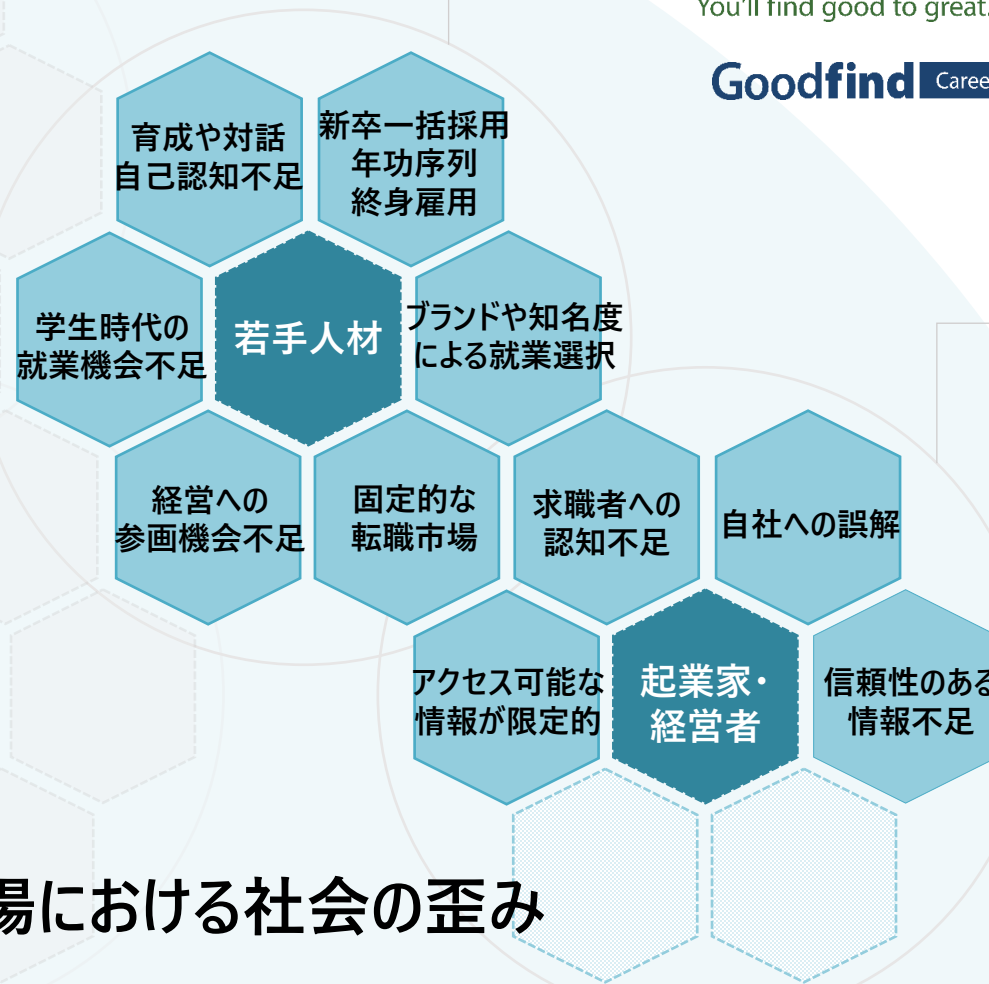 You'll find good to great.
Goodfind Caree
育成や対話
自己認知不足
新卒一括採用
年功序列
終身雇用
学生時代の
就業機会不足
若手人材
ブランドや知名度
による就業選択
経営への
参画機会不足
固定的な
転職市場
求職者への
認知不足
自社への誤解
アクセス可能な
情報が限定的
起業家・
経営者
信頼性のある
情報不足
場における社会の歪み